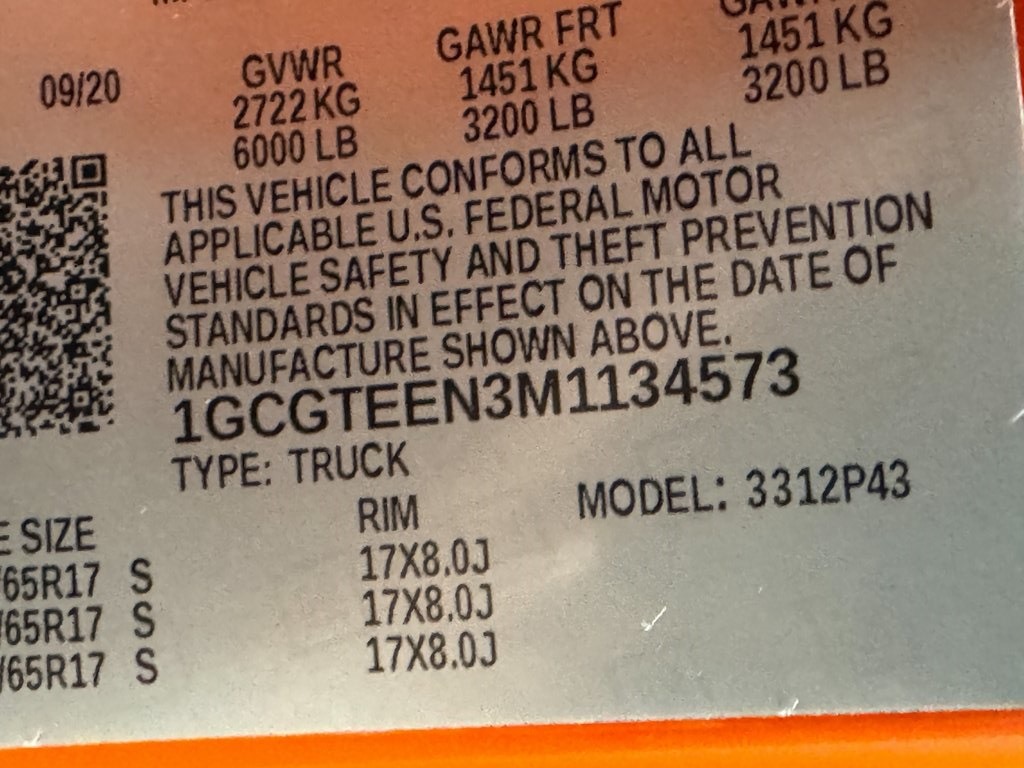 09/20 GVWR GAWR FRT GAWR
2722 KG 1451 KG 1451 KG
6000 LB 3200 LB 3200 LB
THIS VEHICLE CONFORMS TO ALL
APPLICABLE U.S. FEDERAL MOTOR
VEHICLE SAFETY AND THEFT PREVENTION
STANDARDS IN EFFECT ON THE DATE OF
MANUFACTURE SHOWN ABOVE.
1GCGTEEN3M1134573
TYPE: TRUCK MODEL: 3312P43
E SIZE RIM
/65R17 S 17X8.0J
/65R17 S 17X8.0J
/65R17 S 17X8.0J